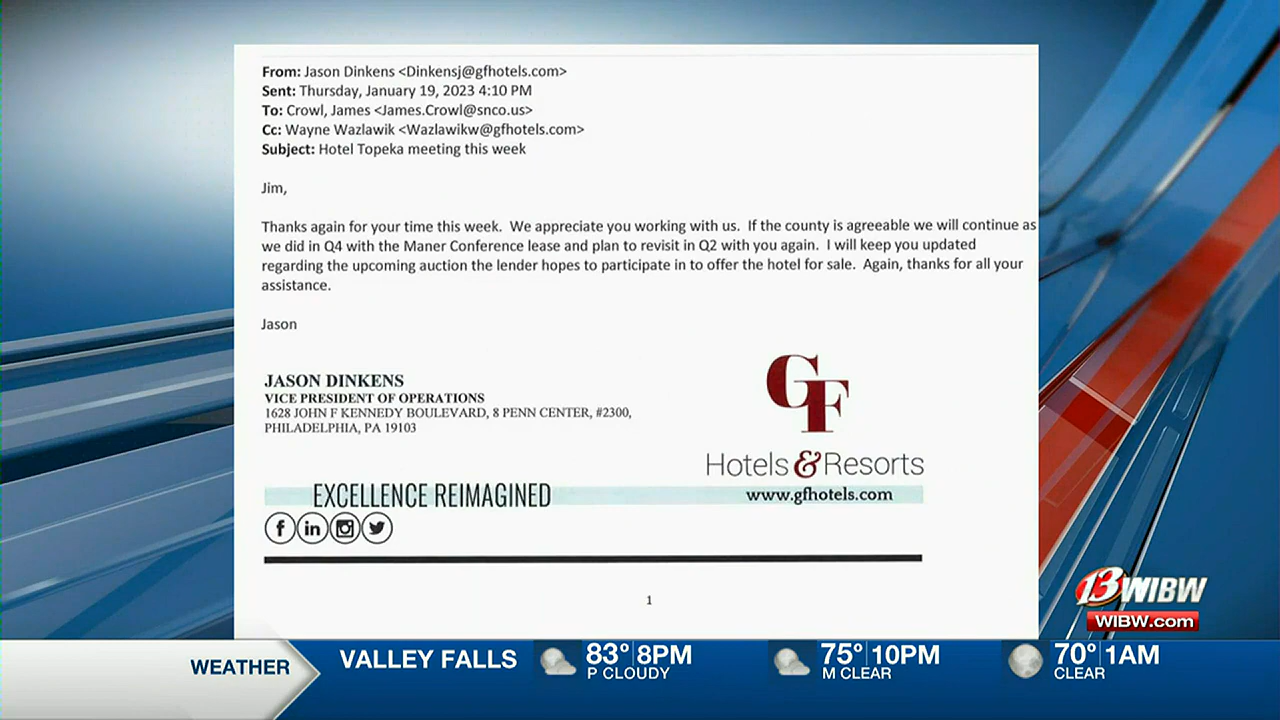 From: Jason Dinkens <Dinkensj@gfhotels.com>
Sent: Thursday, January 19, 2023 4:10 PM
To: Crowl, James <James.Crowl@snco.us>
Cc: Wayne Wazlawik <Wazlawikw@gfhotels.com>
Subject: Hotel Topeka meeting this week
Jim,
Thanks again for your time this week.  We appreciate you working with us.  If the county is agreeable we will continue as
we did in Q4 with the Maner Conference lease and plan to revisit in Q2 with you again.  I will keep you updated
regarding the upcoming auction the lender hopes to participate in to offer the hotel for sale.  Again, thanks for all your
assistance.
Jason
JASON DINKENS
VICE PRESIDENT OF OPERATIONS
1628 JOHN F KENNEDY BOULEVARD, 8 PENN CENTER, #2300,
PHILADELPHIA, PA 19103
GF
Hotels & Resorts
EXCELLENCE REIMAGINED
www.gfhotels.com
f in
1
13 WIBW
WIBW.com
WEATHER
VALLEY FALLS
83° 8PM
P CLOUDY
75° 10PM
M CLEAR
70° 1AM
CLEAR